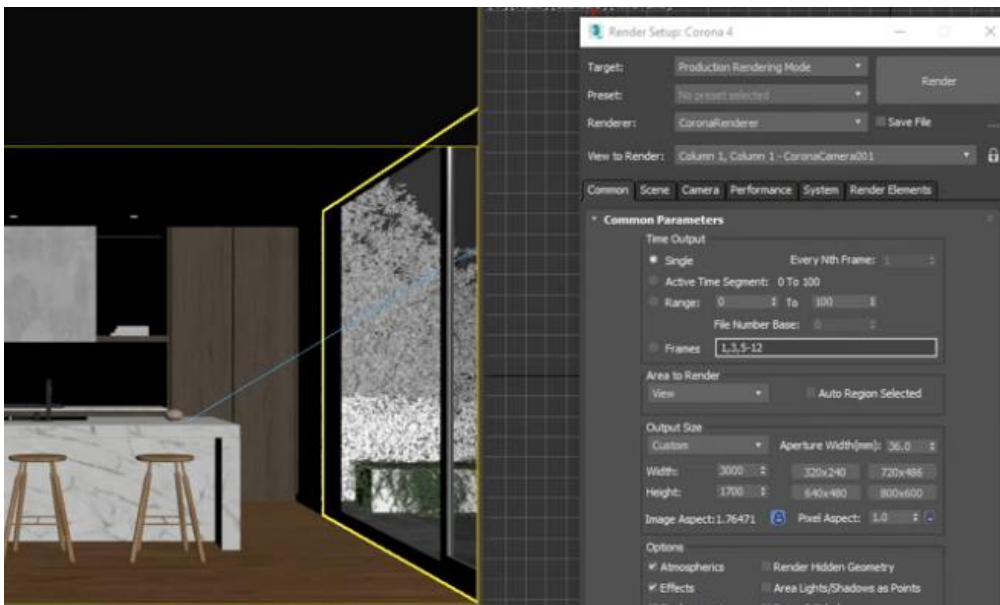 Render Setup: Corona 4
Target: Production Rendering Mode
Render
Preset: No preset selected
Renderer: CoronaRenderer Save File ...
View to Render: Column 1, Column 1 - CoronaCamera001
Common Scene Camera Performance System Render Elements
Common Parameters
Time Output
Single Every Nth Frame: 1
Active Time Segment: 0 To 100
Range: 0 To 100
File Number Base: 0
Frames 1,3,5-12
Area to Render
View Auto Region Selected
Output Size
Custom Aperture Width(mm): 36.0
Width: 3000 320x240 720x486
Height: 1700 640x480 800x600
Image Aspect: 1.76471 Pixel Aspect: 1.0
Options
Atmospherics Render Hidden Geometry
Effects Area Lights/Shadows as Points